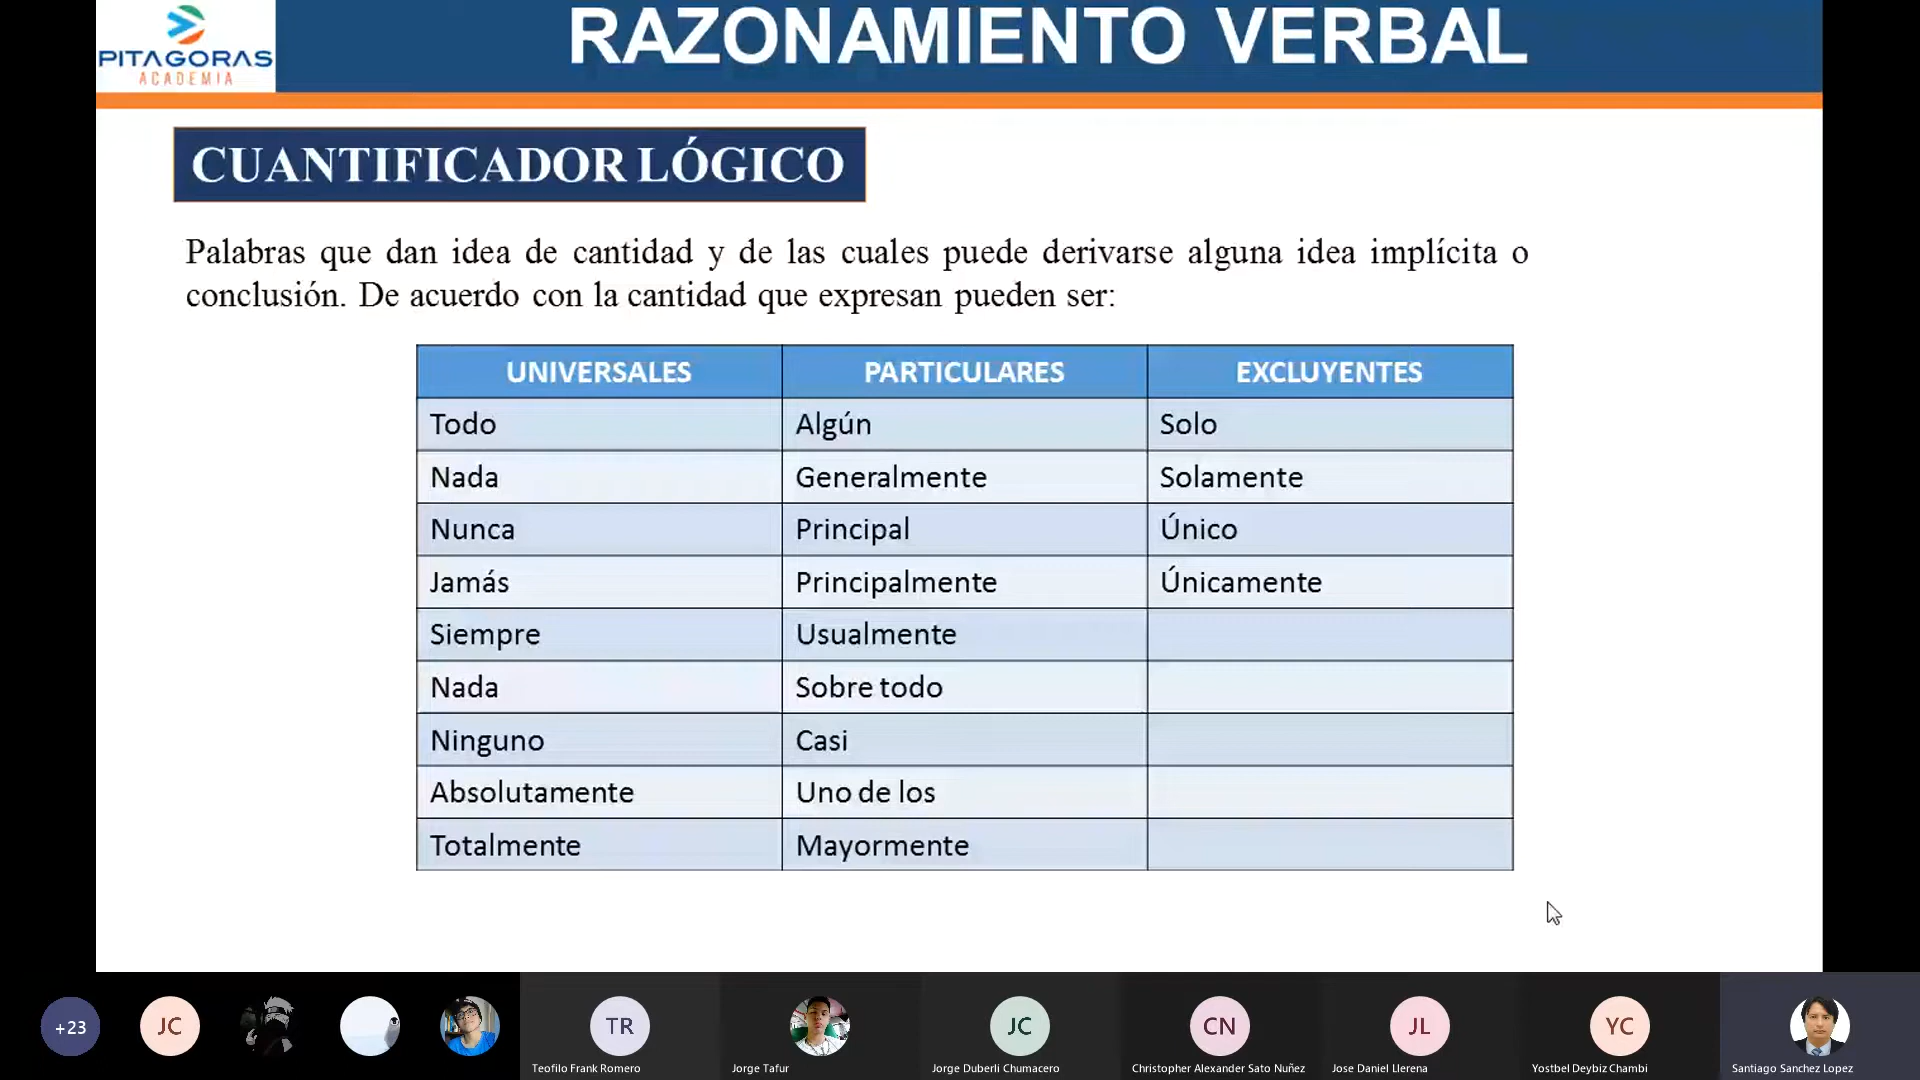 PITAGORAS
ACADEMIA
RAZONAMIENTO VERBAL
CUANTIFICADOR LÓGICO
Palabras que dan idea de cantidad y de las cuales puede derivarse alguna idea implícita o
conclusión. De acuerdo con la cantidad que expresan pueden ser:
UNIVERSALES PARTICULARES EXCLUYENTES
Todo Algún Solo
Nada Generalmente Solamente
Nunca Principal Único
Jamás Principalmente Únicamente
Siempre Usualmente
Nada Sobre todo
Ninguno Casi
Absolutamente Uno de los
Totalmente Mayormente
+23 JC TR JC CN JL YC
Teofilo Frank Romero Jorge Tafur Jorge Duberli Chumacero Christopher Alexander Sato Nuñez Jose Daniel Llerena Yostbel Deybiz Chambi Santiago Sanchez Lopez